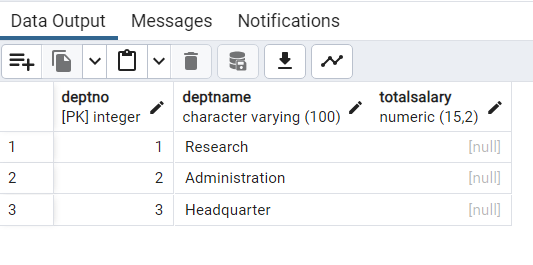 Data Output Messages Notifications
deptno deptname totalsalary
[PK] integer character varying (100) numeric (15,2)
1 1 Research [null]
2 2 Administration [null]
3 3 Headquarter [null]